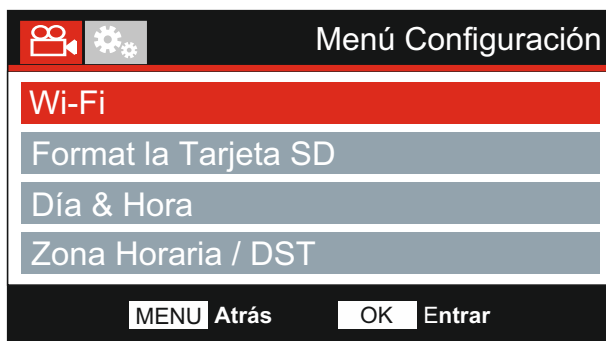 Menú Configuración
Wi-Fi
Format la Tarjeta SD
Día & Hora
Zona Horaria / DST
MENU Atrás OK Entrar